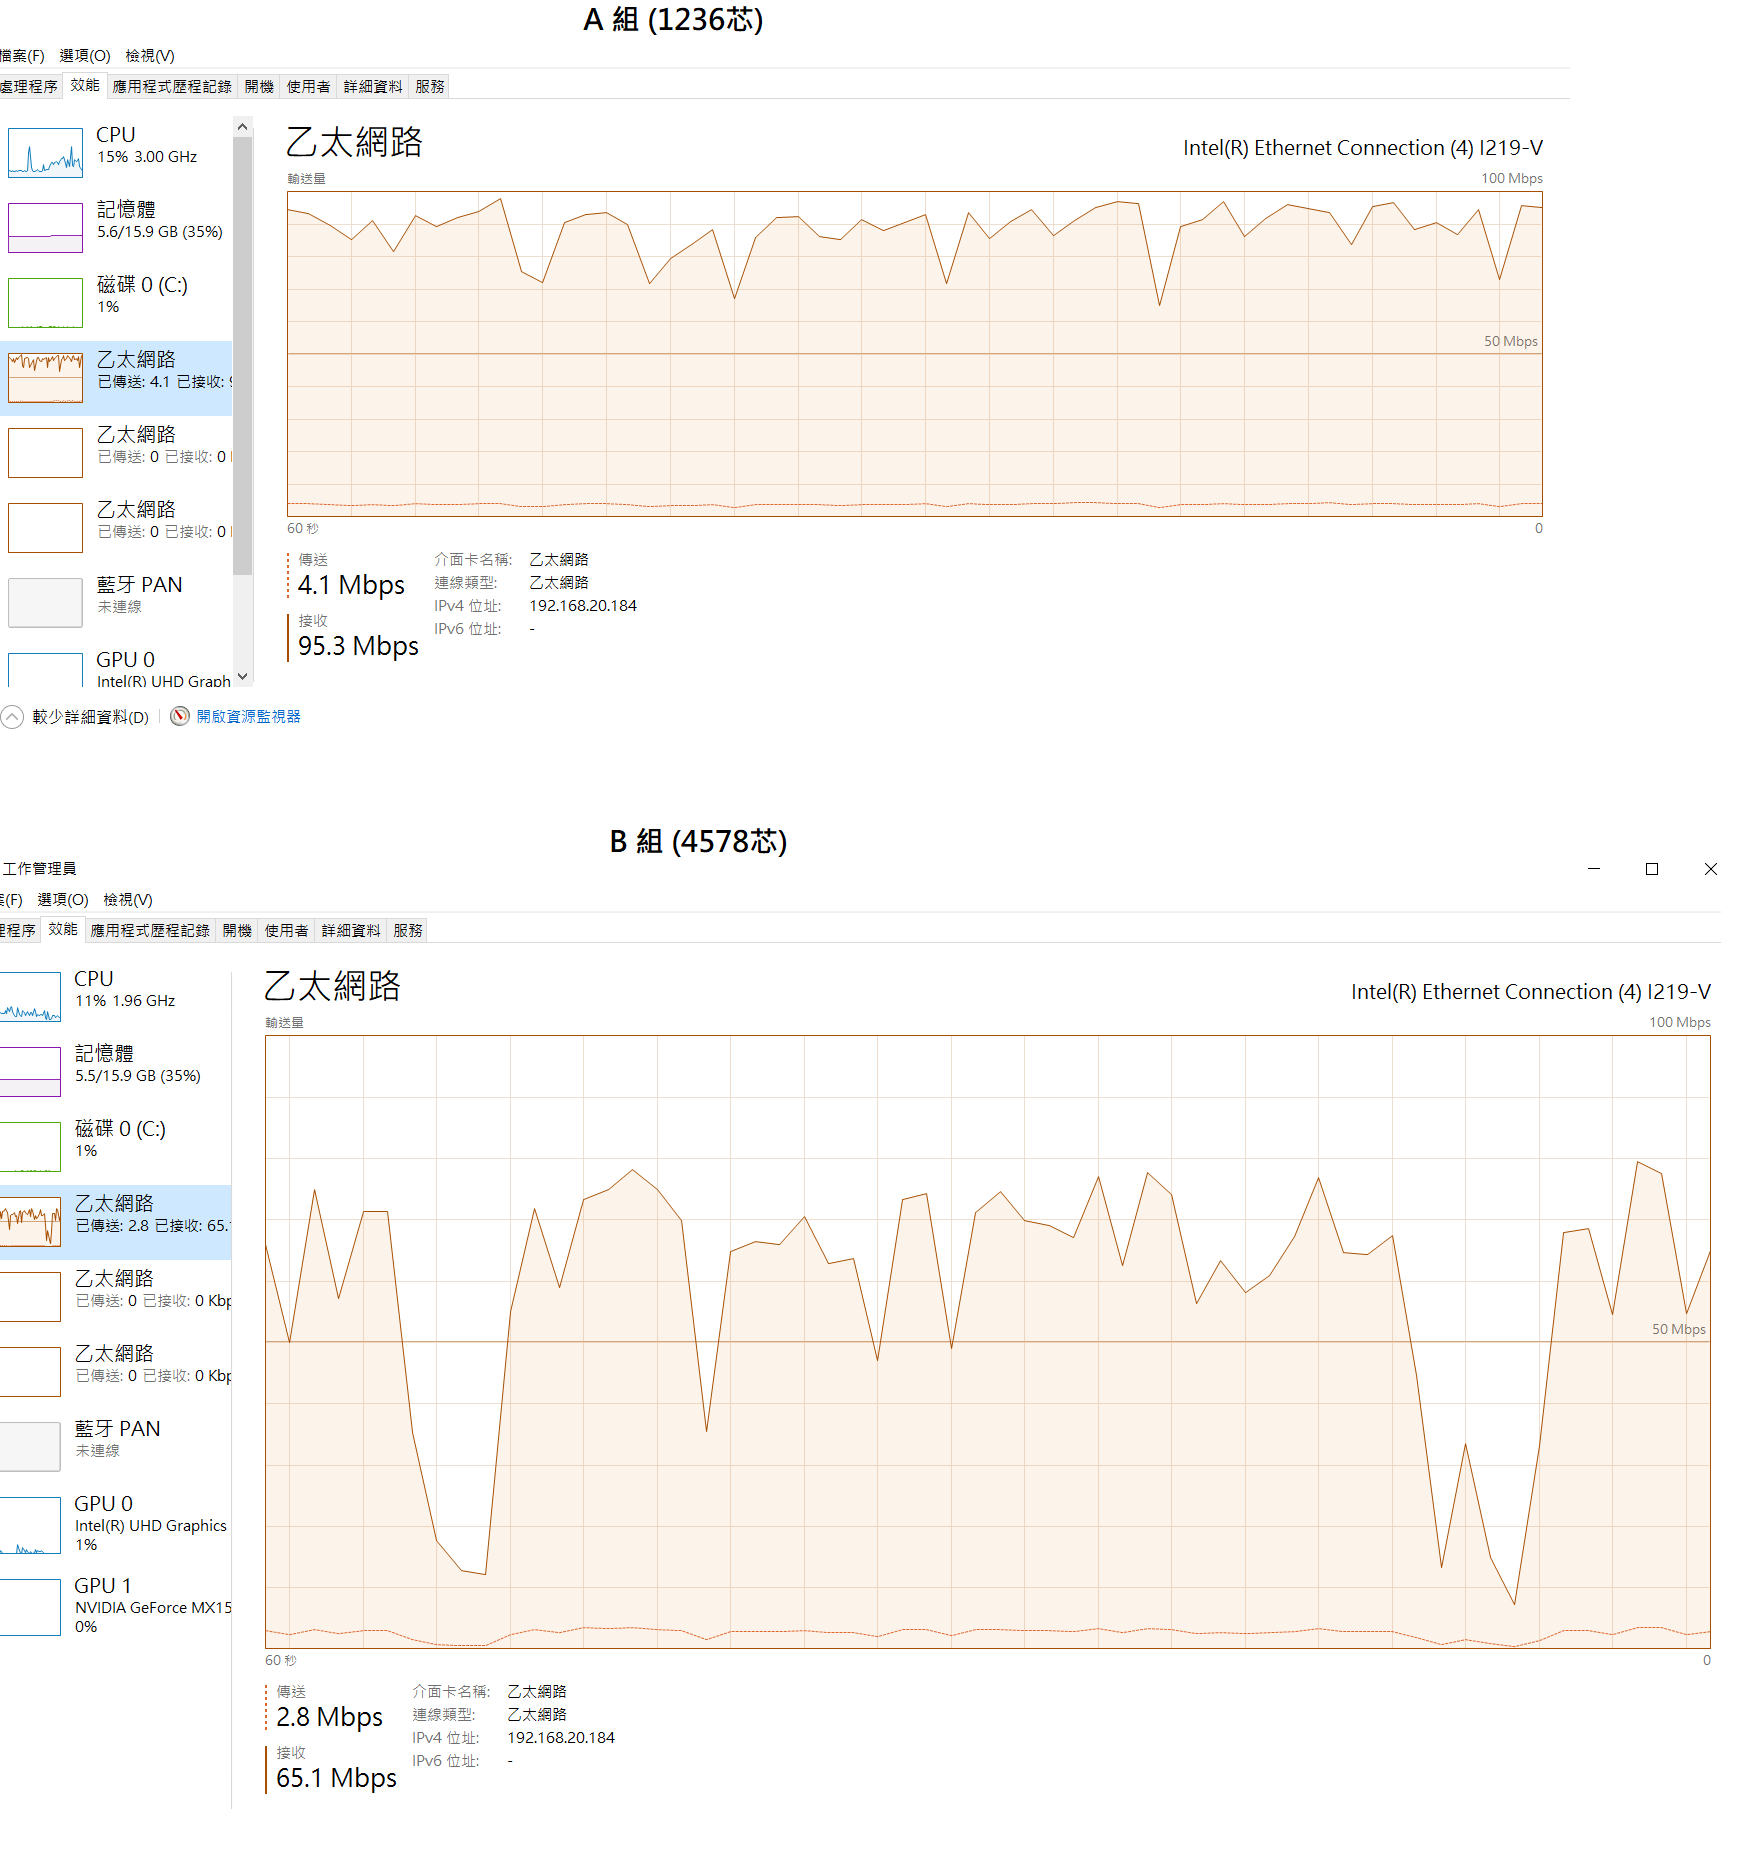 A 組 (1236芯)
檔案(F) 選項(O) 檢視(V)
處理程序 效能 應用程式歷程記錄 開機 使用者 詳細資料 服務
CPU
15% 3.00 GHz
記憶體
5.6/15.9 GB (35%)
磁碟 0 (C:)
1%
乙太網路
已傳送: 4.1 已接收: 9
乙太網路
已傳送: 0 已接收: 0
乙太網路
已傳送: 0 已接收: 0
藍牙 PAN
未連線
GPU 0
Intel(R) UHD Graph
乙太網路
Intel(R) Ethernet Connection (4) I219-V
輸送量
100 Mbps
50 Mbps
60 秒
0
傳送
4.1 Mbps
接收
95.3 Mbps
介面卡名稱: 乙太網路
連線類型: 乙太網路
IPv4 位址: 192.168.20.184
IPv6 位址: -
較少詳細資料(D)
開啟資源監視器
B 組 (4578芯)
工作管理員
案(F) 選項(O) 檢視(V)
理程序 效能 應用程式歷程記錄 開機 使用者 詳細資料 服務
CPU
11% 1.96 GHz
記憶體
5.5/15.9 GB (35%)
磁碟 0 (C:)
1%
乙太網路
已傳送: 2.8 已接收: 65.1
乙太網路
已傳送: 0 已接收: 0 Kbp
乙太網路
已傳送: 0 已接收: 0 Kbp
藍牙 PAN
未連線
GPU 0
Intel(R) UHD Graphics
1%
GPU 1
NVIDIA GeForce MX15
0%
乙太網路
Intel(R) Ethernet Connection (4) I219-V
輸送量
100 Mbps
50 Mbps
60 秒
0
傳送
2.8 Mbps
接收
65.1 Mbps
介面卡名稱: 乙太網路
連線類型: 乙太網路
IPv4 位址: 192.168.20.184
IPv6 位址: -